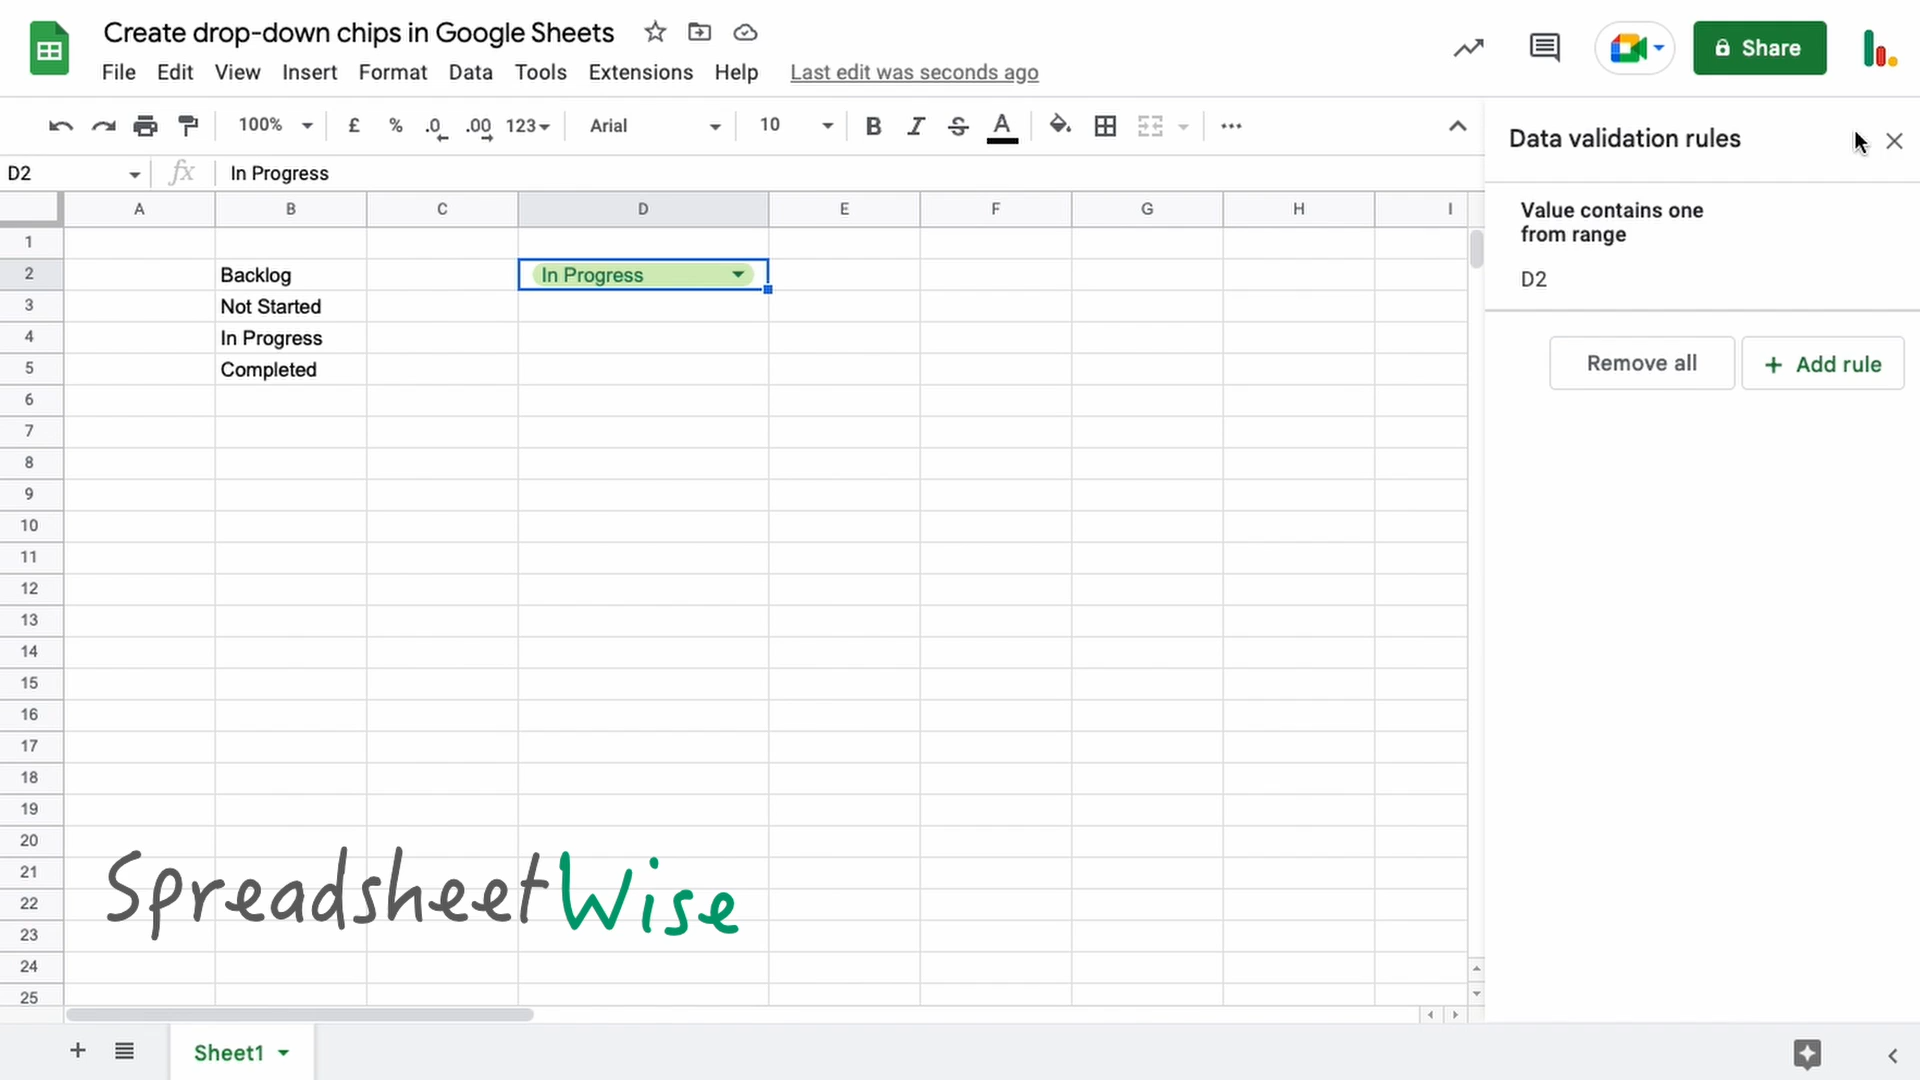 Create drop-down chips in Google Sheets
File Edit View Insert Format Data Tools Extensions Help Last edit was seconds ago
Share
100% £ % .0 .00 123 Arial 10 B I S A
D2 fx In Progress
Data validation rules
A B C D E F G H I
Value contains one
from range
D2
Remove all + Add rule
1
2 Backlog In Progress
3 Not Started
4 In Progress
5 Completed
6
7
8
9
10
11
12
13
14
15
16
17
18
19
20
21
22
23
24
25
SpreadsheetWise
Sheet1